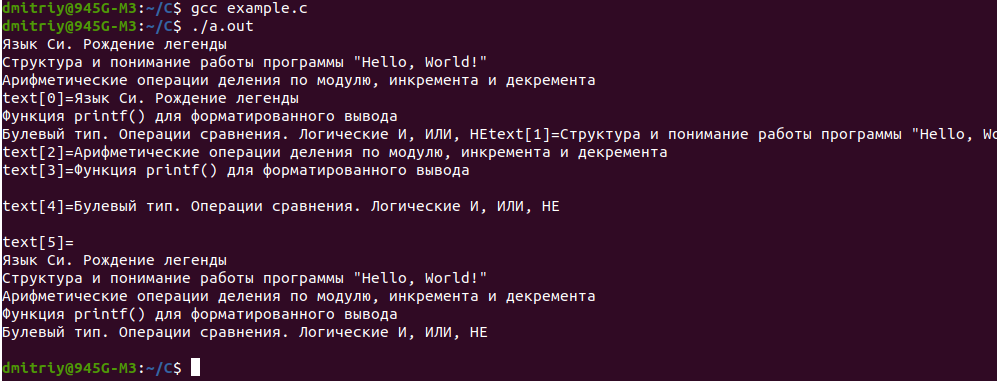 dmitriy@945G-M3:~/C$ gcc example.c
dmitriy@945G-M3:~/C$ ./a.out
Язык Си. Рождение легенды
Структура и понимание работы программы "Hello, World!"
Арифметические операции деления по модулю, инкремента и декремента
text[0]=Язык Си. Рождение легенды
Функция printf() для форматированного вывода
Булевый тип. Операции сравнения. Логические И, ИЛИ, НЕtext[1]=Структура и понимание работы программы "Hello, Wo
text[2]=Арифметические операции деления по модулю, инкремента и декремента
text[3]=Функция printf() для форматированного вывода
text[4]=Булевый тип. Операции сравнения. Логические И, ИЛИ, НЕ
text[5]=
Язык Си. Рождение легенды
Структура и понимание работы программы "Hello, World!"
Арифметические операции деления по модулю, инкремента и декремента
Функция printf() для форматированного вывода
Булевый тип. Операции сравнения. Логические И, ИЛИ, НЕ
dmitriy@945G-M3:~/C$